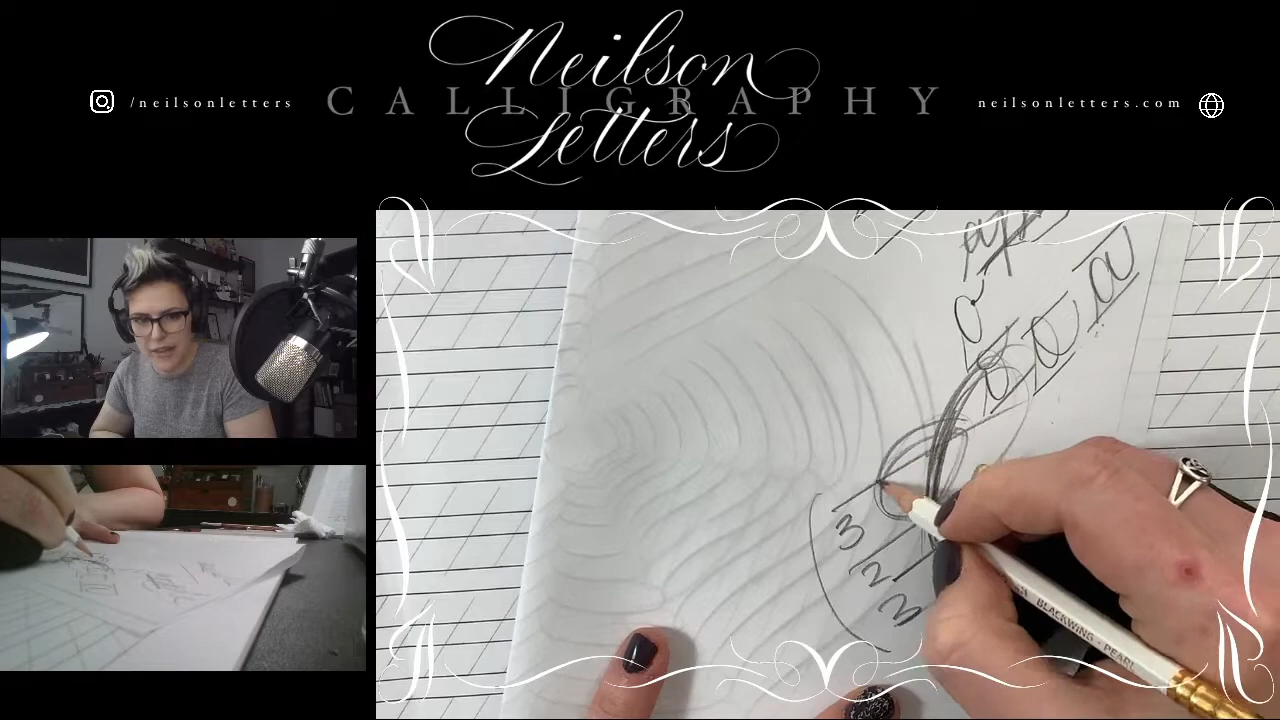 Neilson
/neilsonletters
CALLIGRAPHY
neilsonletters.com
Letters
3
2
3
BLACKWING - PEARL